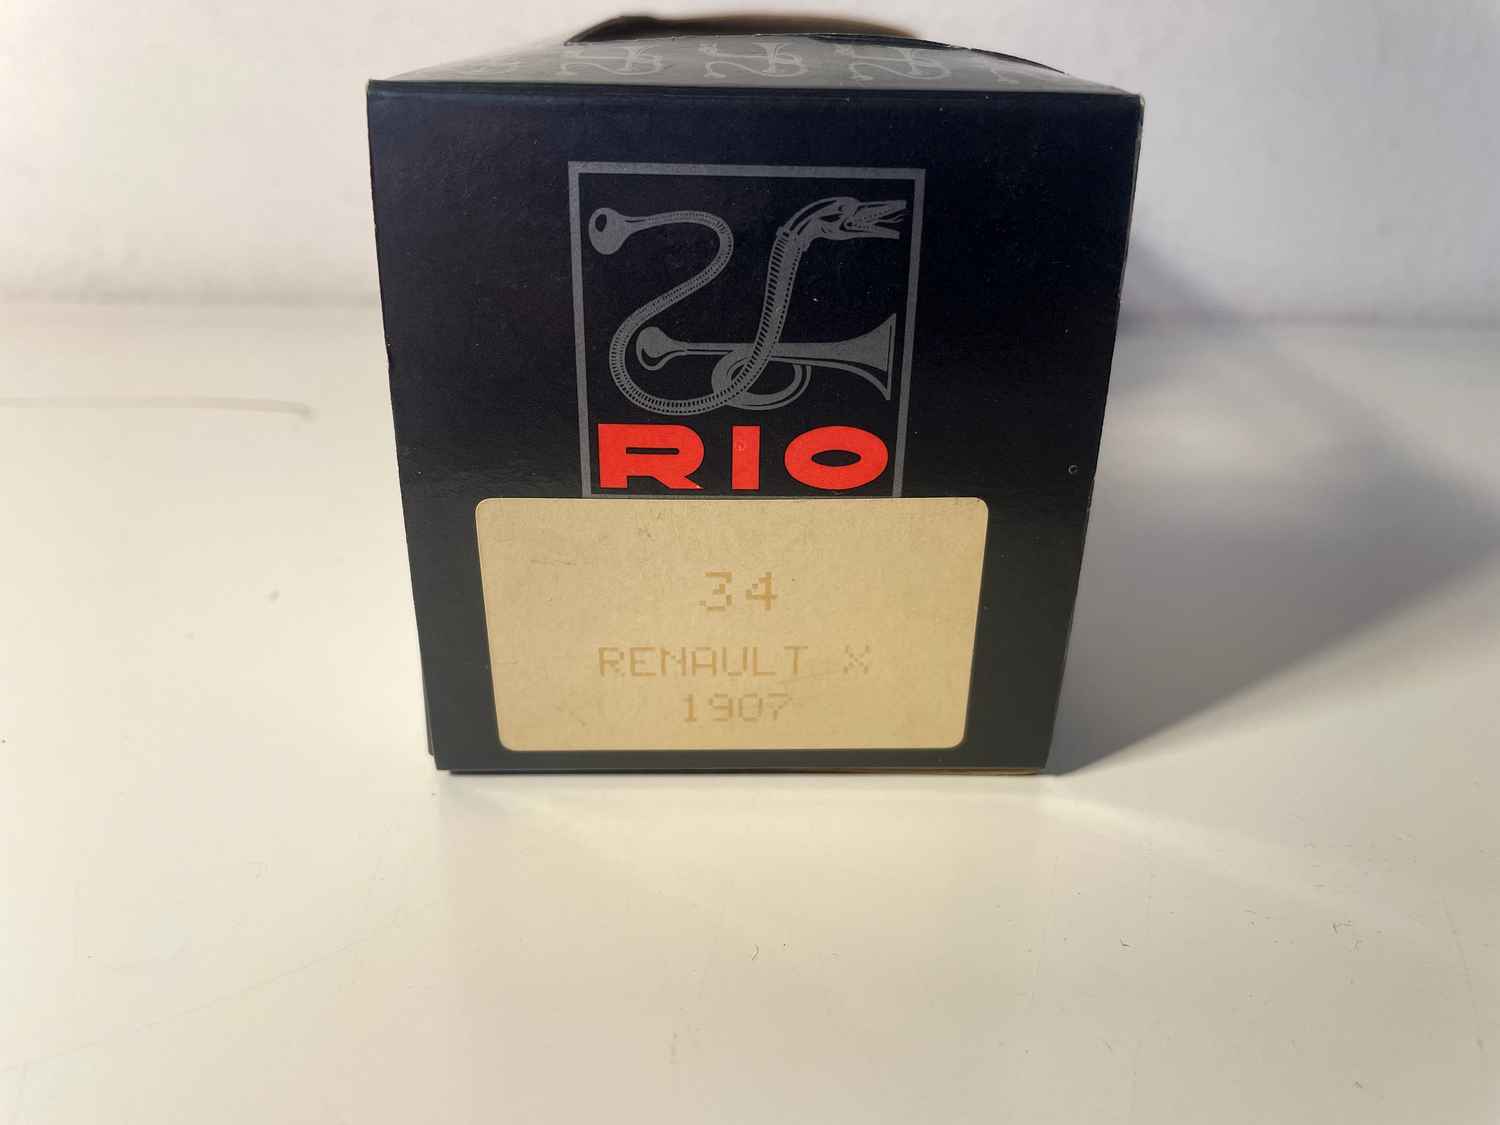 RIO
34
RENAULT X
1907